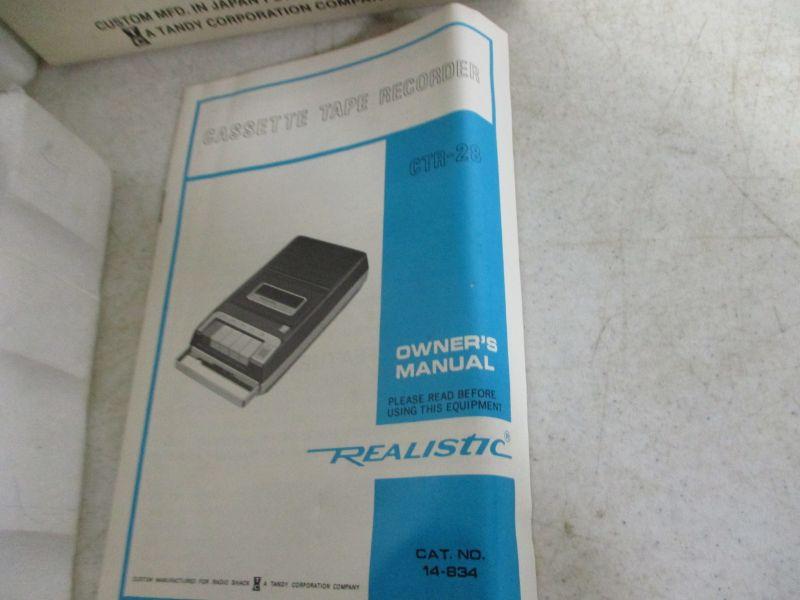 CUSTOM MFD. IN JAPAN
A TANDY CORPORATION COMPANY
CASSETTE TAPE RECORDER
CTR-28
OWNER'S
MANUAL
PLEASE READ BEFORE
USING THIS EQUIPMENT
REALISTIC®
CAT. NO.
14-834
CUSTOM MANUFACTURED FOR RADIO SHACK A TANDY CORPORATION COMPANY